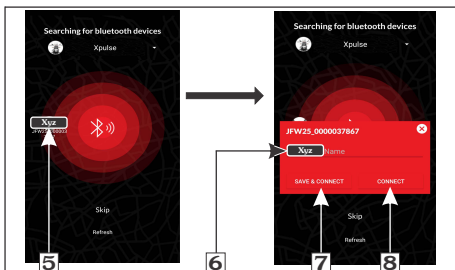 Searching for bluetooth devices
Xpulse
Xyz
JFW25_00003
Skip
Refresh
5
Searching for bluetooth devices
Xpulse
JFW25_0000037867
Xyz Name
SAVE & CONNECT CONNECT
Skip
Refresh
6
7
8